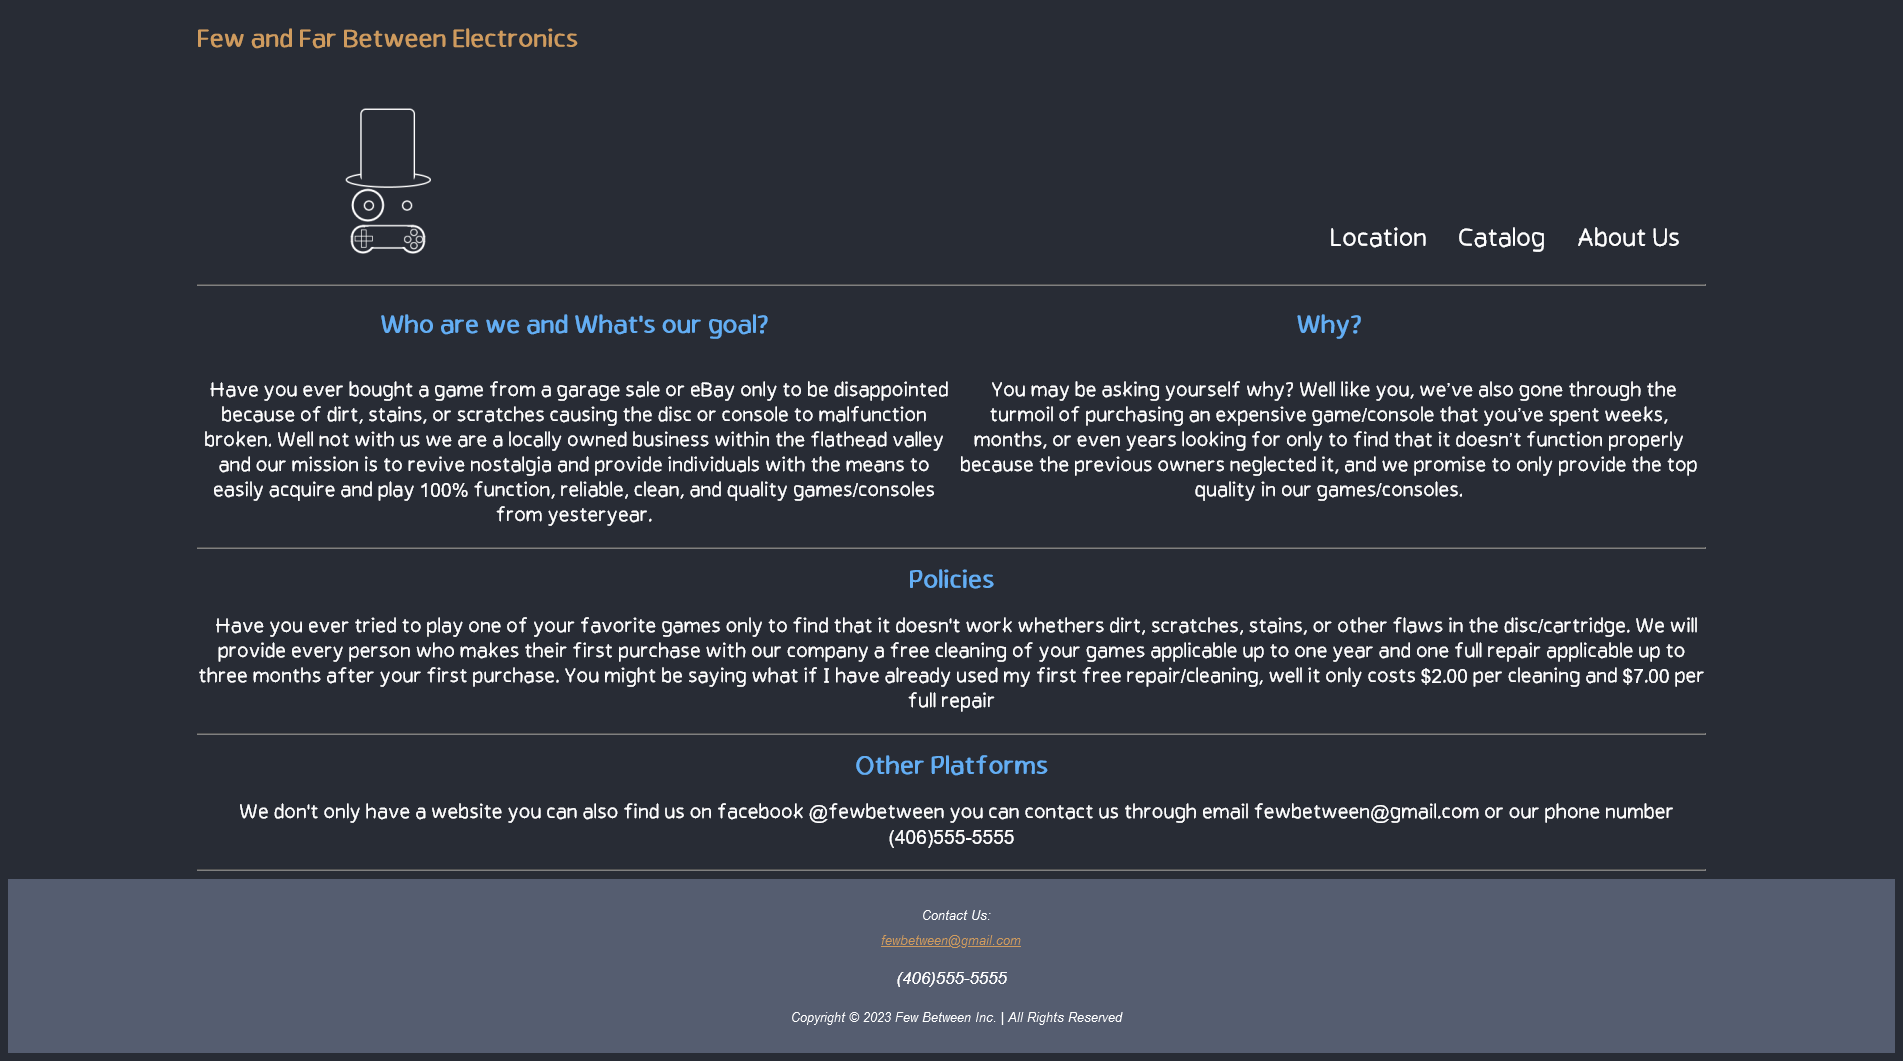 Few and Far Between Electronics
Location Catalog About Us
Who are we and What's our goal?
Have you ever bought a game from a garage sale or eBay only to be disappointed
because of dirt, stains, or scratches causing the disc or console to malfunction
broken. Well not with us we are a locally owned business within the flathead valley
and our mission is to revive nostalgia and provide individuals with the means to
easily acquire and play 100% function, reliable, clean, and quality games/consoles
from yesteryear.
Why?
You may be asking yourself why? Well like you, we’ve also gone through the
turmoil of purchasing an expensive game/console that you’ve spent weeks,
months, or even years looking for only to find that it doesn’t function properly
because the previous owners neglected it, and we promise to only provide the top
quality in our games/consoles.
Policies
Have you ever tried to play one of your favorite games only to find that it doesn't work whethers dirt, scratches, stains, or other flaws in the disc/cartridge. We will
provide every person who makes their first purchase with our company a free cleaning of your games applicable up to one year and one full repair applicable up to
three months after your first purchase. You might be saying what if I have already used my first free repair/cleaning, well it only costs $2.00 per cleaning and $7.00 per
full repair
Other Platforms
We don't only have a website you can also find us on facebook @fewbetween you can contact us through email fewbetween@gmail.com or our phone number
(406)555-5555
Contact Us:
fewbetween@gmail.com
(406)555-5555
Copyright © 2023 Few Between Inc. | All Rights Reserved